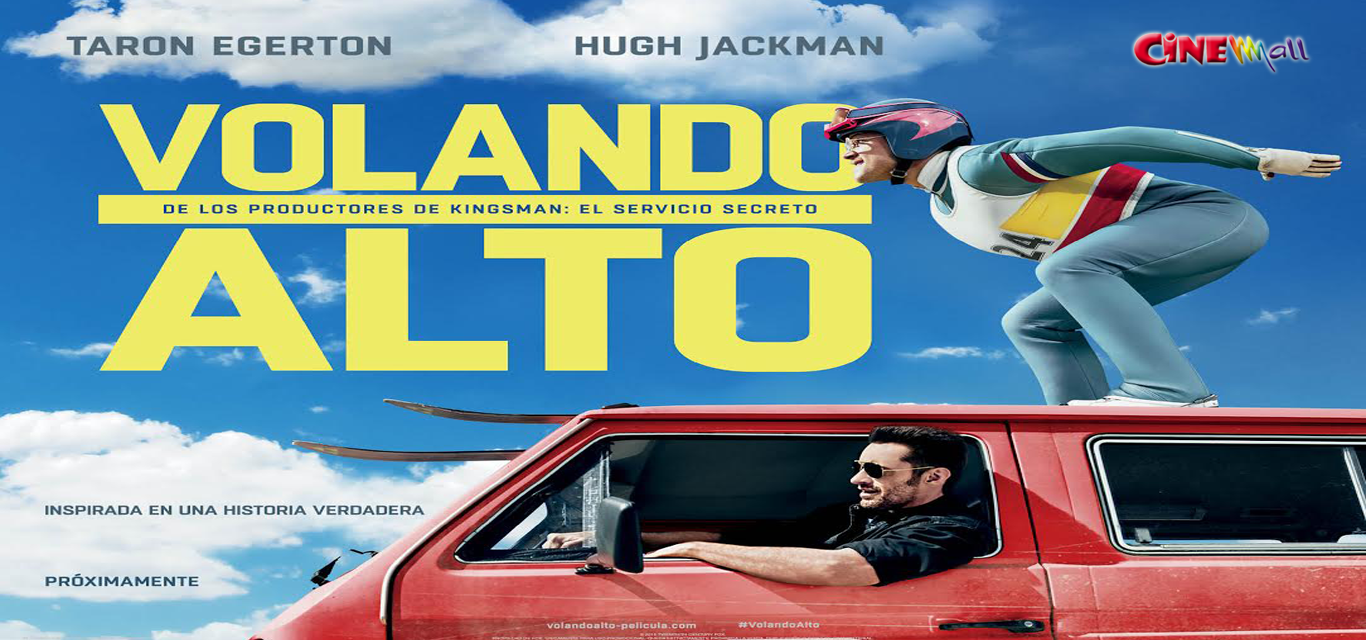 TARON EGERTON HUGH JACKMAN
CINEMALL
VOLANDO
DE LOS PRODUCTORES DE KINGSMAN: EL SERVICIO SECRETO
ALTO
24
INSPIRADA EN UNA HISTORIA VERDADERA
PRÓXIMAMENTE
volandoalto-pelicula.com #VolandoAlto